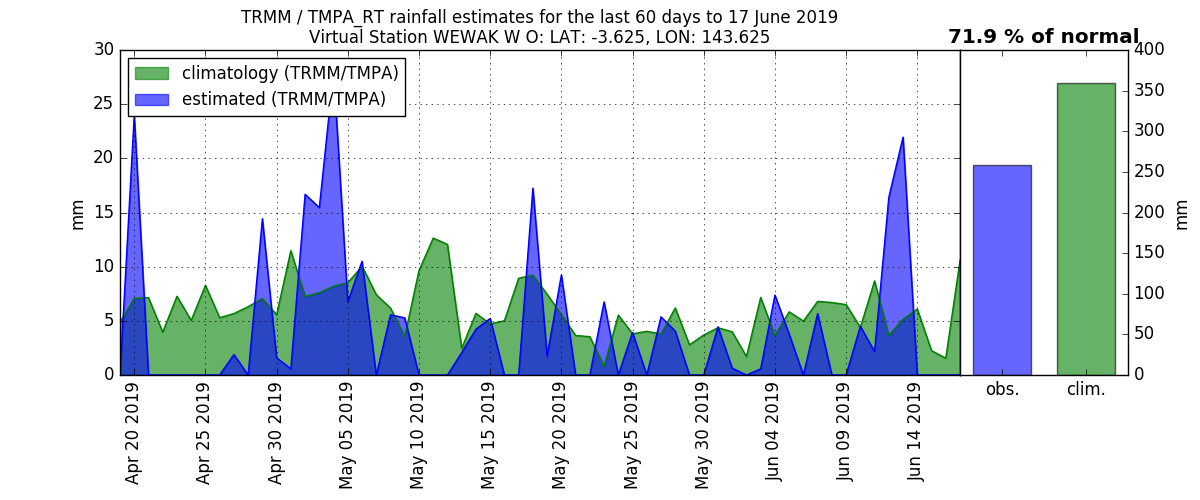 TRMM / TMPA_RT rainfall estimates for the last 60 days to 17 June 2019
Virtual Station WEWAK W O: LAT: -3.625, LON: 143.625
71.9 % of normal
climatology (TRMM/TMPA)
estimated (TRMM/TMPA)
30
25
20
15
10
5
0
mm
Apr 20 2019
Apr 25 2019
Apr 30 2019
May 05 2019
May 10 2019
May 15 2019
May 20 2019
May 25 2019
May 30 2019
Jun 04 2019
Jun 09 2019
Jun 14 2019
obs.
clim.
400
350
300
250
200
150
100
50
0
mm